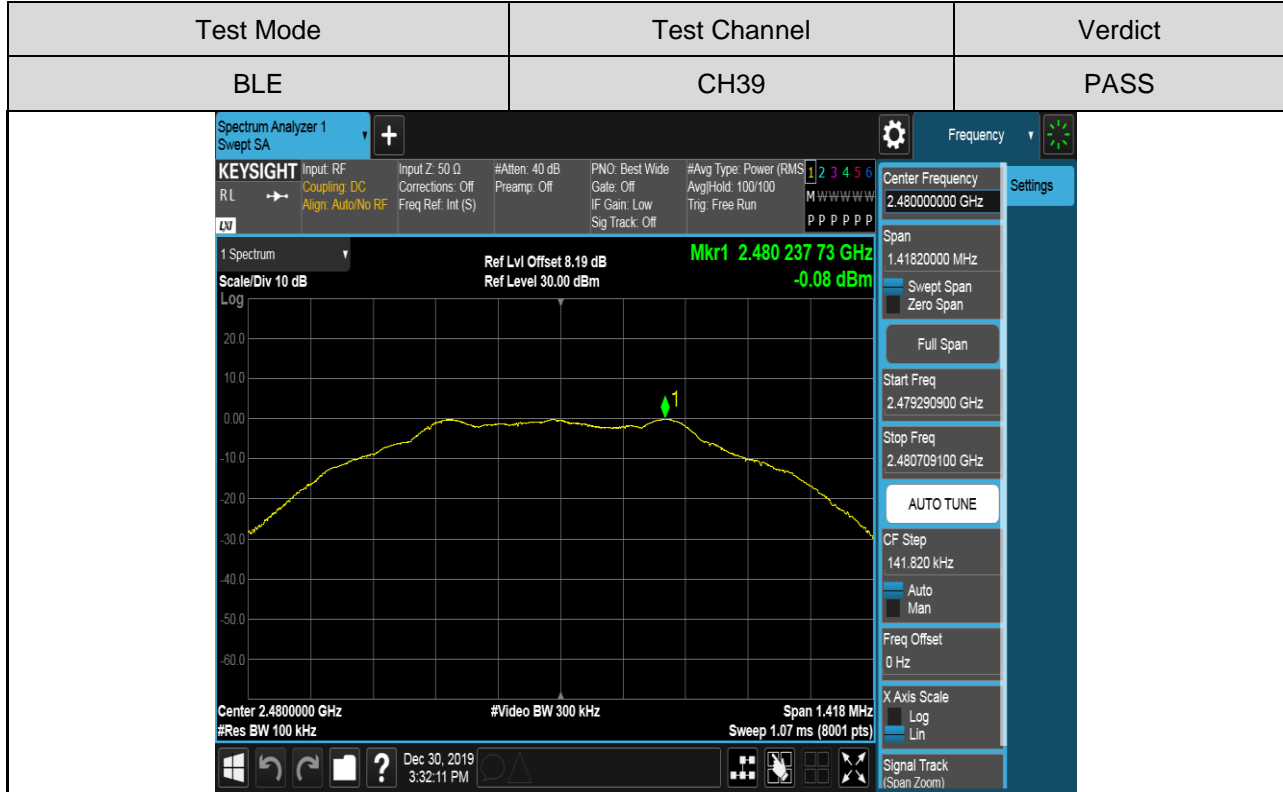 Test Mode Test Channel Verdict
BLE CH39 PASS
Spectrum Analyzer 1
Swept SA
+
Frequency
KEYSIGHT
RL
LXI
Input: RF
Coupling: DC
Align: Auto/No RF
Input Z: 50 Ω
Corrections: Off
Freq Ref: Int (S)
#Atten: 40 dB
Preamp: Off
PNO: Best Wide
Gate: Off
IF Gain: Low
Sig Track: Off
#Avg Type: Power (RMS
Avg|Hold: 100/100
Trig: Free Run
1 2 3 4 5 6
M W W W W W
P P P P P P
1 Spectrum
Scale/Div 10 dB
Log
Ref Lvl Offset 8.19 dB
Ref Level 30.00 dBm
Mkr1 2.480 237 73 GHz
-0.08 dBm
20.0
10.0
1
0.00
-10.0
-20.0
-30.0
-40.0
-50.0
-60.0
Center 2.4800000 GHz
#Res BW 100 kHz
#Video BW 300 kHz
Span 1.418 MHz
Sweep 1.07 ms (8001 pts)
?
Dec 30, 2019
3:32:11 PM
Center Frequency
2.480000000 GHz
Settings
Span
1.41820000 MHz
Swept Span
Zero Span
Full Span
Start Freq
2.479290900 GHz
Stop Freq
2.480709100 GHz
AUTO TUNE
CF Step
141.820 kHz
Auto
Man
Freq Offset
0 Hz
X Axis Scale
Log
Lin
Signal Track
(Span Zoom)